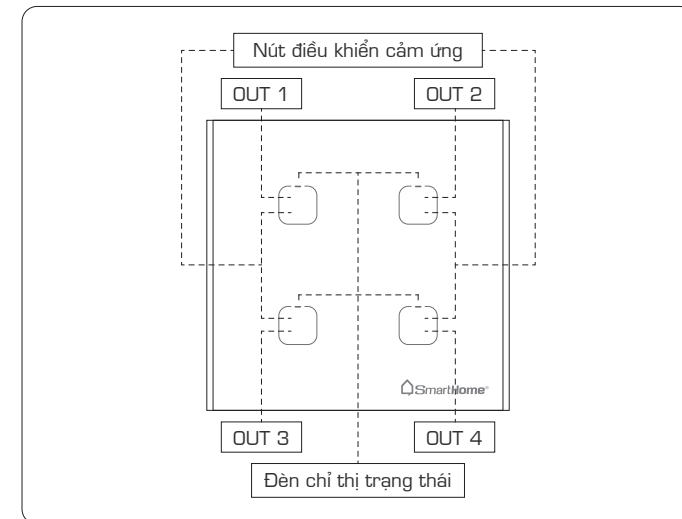 Nút điều khiển cảm ứng
OUT 1
OUT 2
SmartHome®
OUT 3
OUT 4
Đèn chỉ thị trạng thái